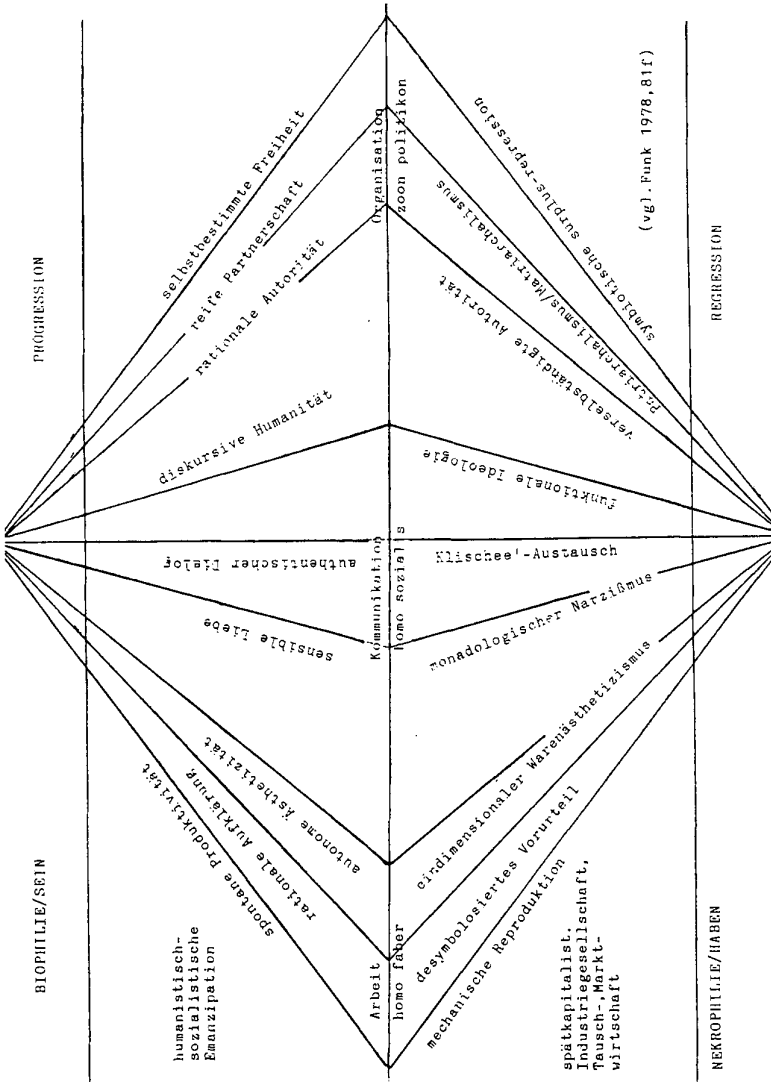 BIOPHILIE/SEIN
PROGRESSION
humanistisch-
sozialistische
Emanzipation
spontane Produktivität
rationale Aufklärung
autonome Ästhetizität
sensible Liebe
authentischer Dialog
diskursive Humanität
rationale Autorität
reife Partnerschaft
selbstbestimmte Freiheit
Arbeit
homo faber
Kommunikation
homo sozialis
Organisation
zoon politikon
mechanische Reproduktion
desymbolosiertes Vorurteil
eindimensionaler Warenästhetizismus
monadologischer Narzißmus
Klischee'-Austausch
funktionale Ideologie
verselbständigte Autorität
Patriarchalismus/Matriarchalismus
symbiotische surplus-repression
spätkapitalist.
Industriegesellschaft,
Tausch-,Markt-
wirtschaft
(vgl. Funk 1978,81f)
NEKROPHILIE/HABEN
REGRESSION